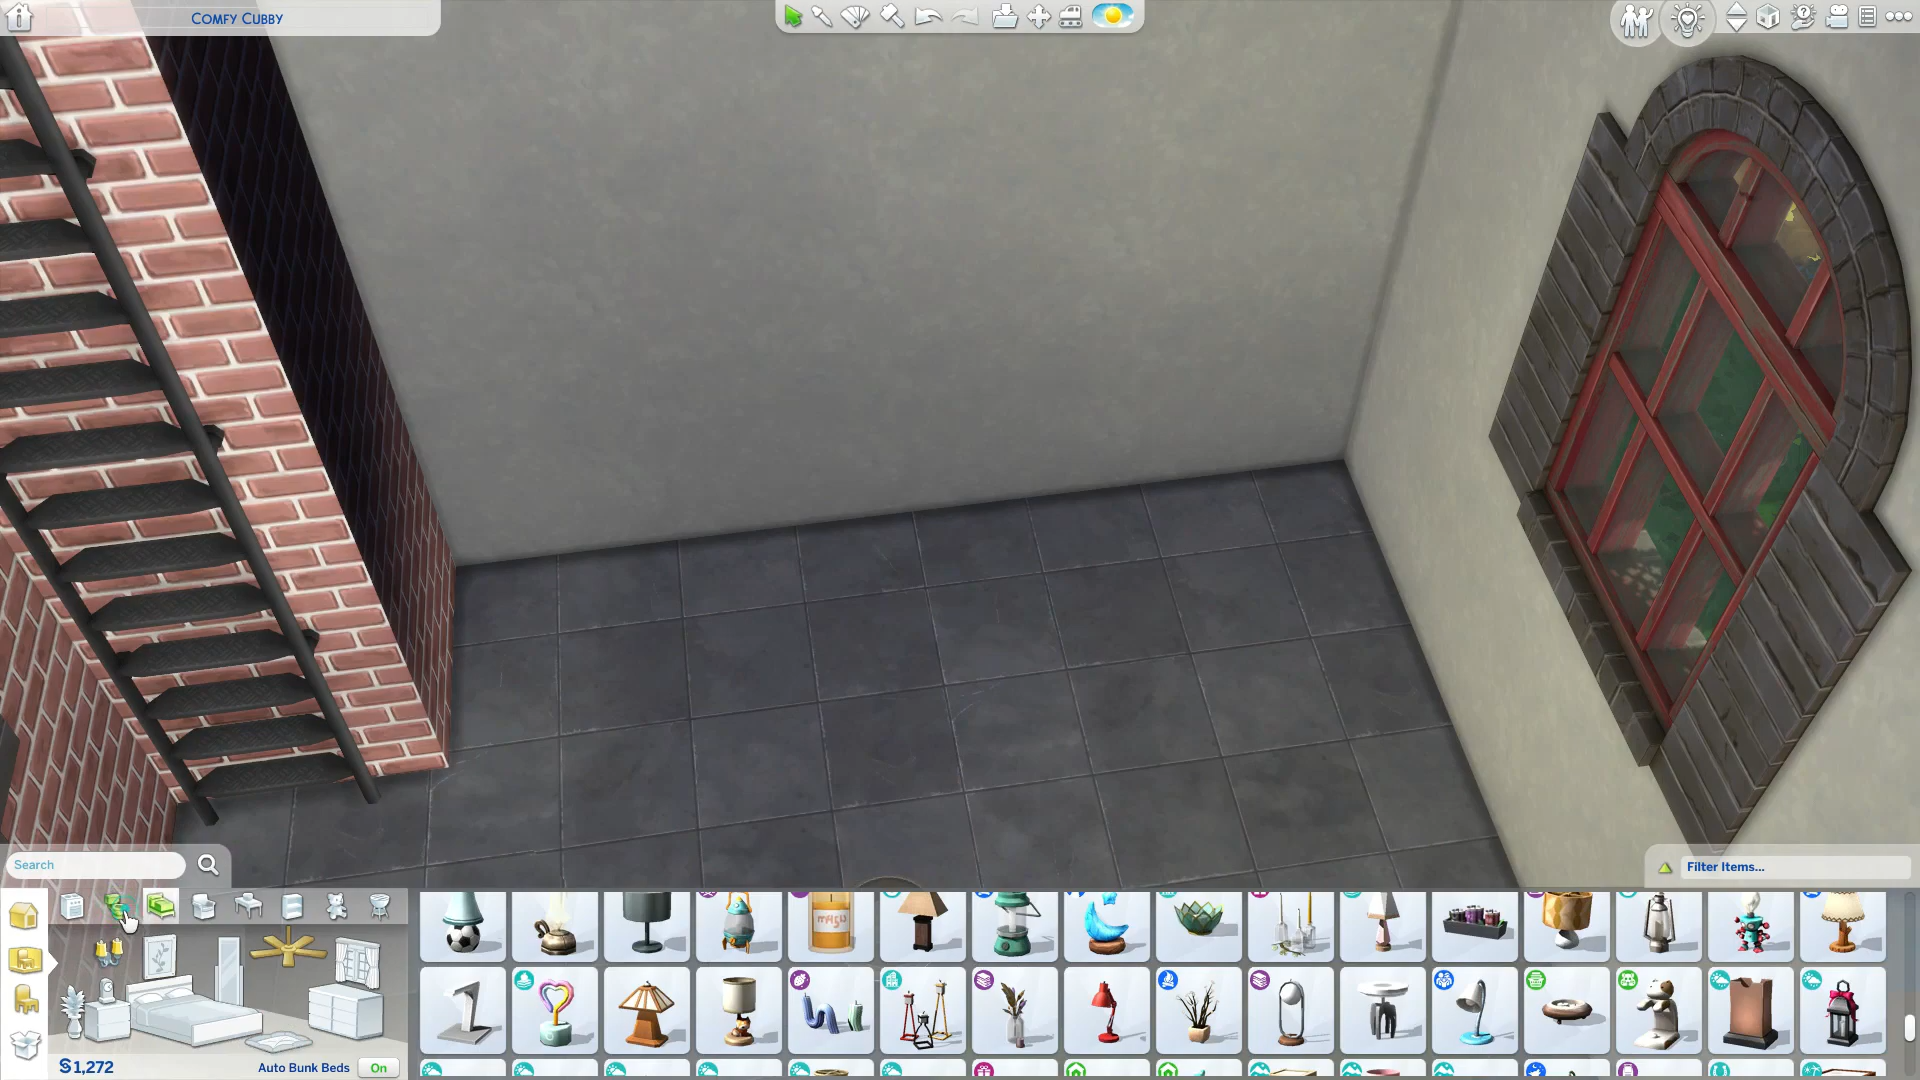 COMFY CUBBY
Search
Filter Items...
§1,272
Auto Bunk Beds
On